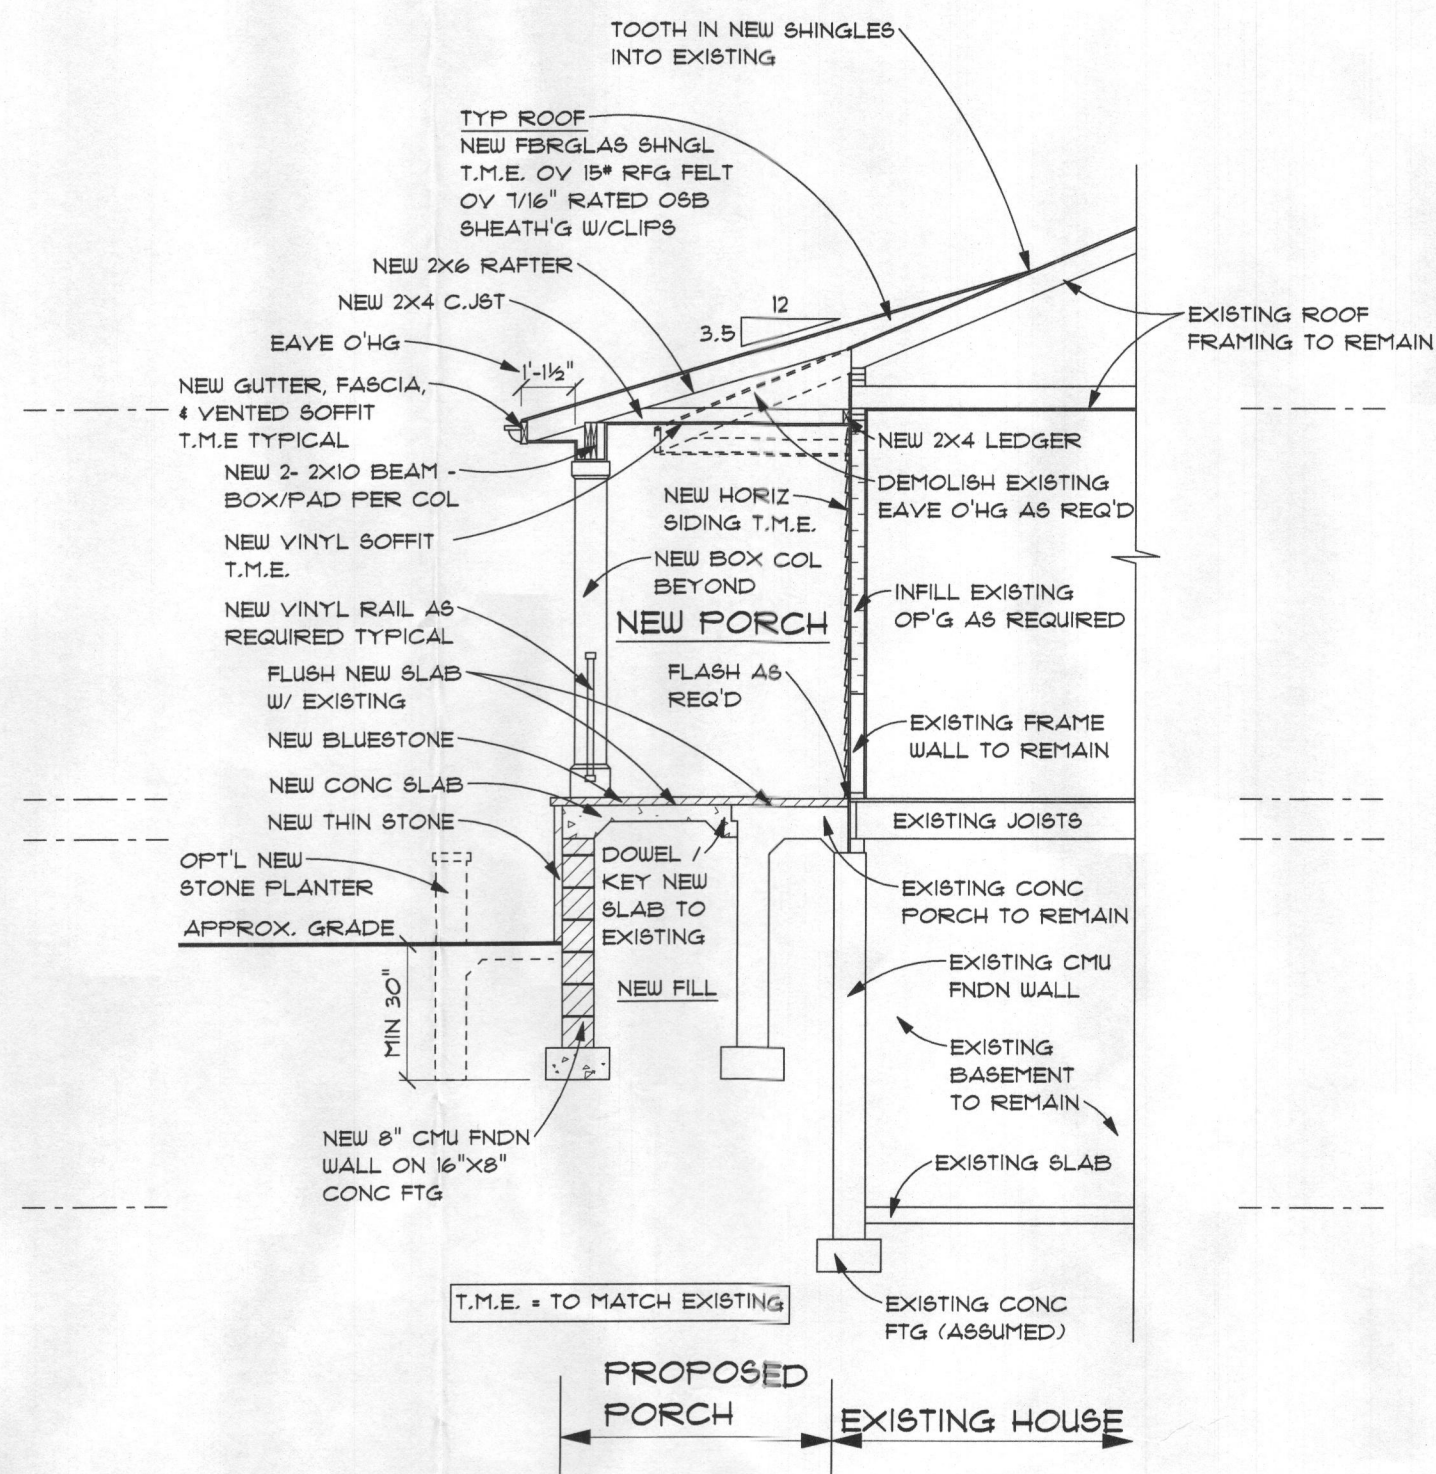 TOOTH IN NEW SHINGLES
INTO EXISTING
TYP ROOF
NEW FBRGLAS SHNGL
T.M.E. OV 15# RFG FELT
OV 7/16" RATED OSB
SHEATH'G W/CLIPS
NEW 2X6 RAFTER
NEW 2X4 C.JST
12
3.5
EAVE O'HG
1'-1½"
EXISTING ROOF
FRAMING TO REMAIN
NEW GUTTER, FASCIA,
& VENTED SOFFIT
T.M.E TYPICAL
NEW 2- 2X10 BEAM -
BOX/PAD PER COL
NEW VINYL SOFFIT
T.M.E.
NEW 2X4 LEDGER
DEMOLISH EXISTING
EAVE O'HG AS REQ'D
NEW HORIZ
SIDING T.M.E.
NEW BOX COL
BEYOND
NEW PORCH
INFILL EXISTING
OP'G AS REQUIRED
NEW VINYL RAIL AS
REQUIRED TYPICAL
FLUSH NEW SLAB
W/ EXISTING
FLASH AS
REQ'D
EXISTING FRAME
WALL TO REMAIN
NEW BLUESTONE
NEW CONC SLAB
NEW THIN STONE
EXISTING JOISTS
OPT'L NEW
STONE PLANTER
DOWEL /
KEY NEW
SLAB TO
EXISTING
EXISTING CONC
PORCH TO REMAIN
APPROX. GRADE
MIN 30"
NEW FILL
EXISTING CMU
FNDN WALL
EXISTING
BASEMENT
TO REMAIN
NEW 8" CMU FNDN
WALL ON 16"X8"
CONC FTG
EXISTING SLAB
T.M.E. = TO MATCH EXISTING
EXISTING CONC
FTG (ASSUMED)
PROPOSED
PORCH
EXISTING HOUSE